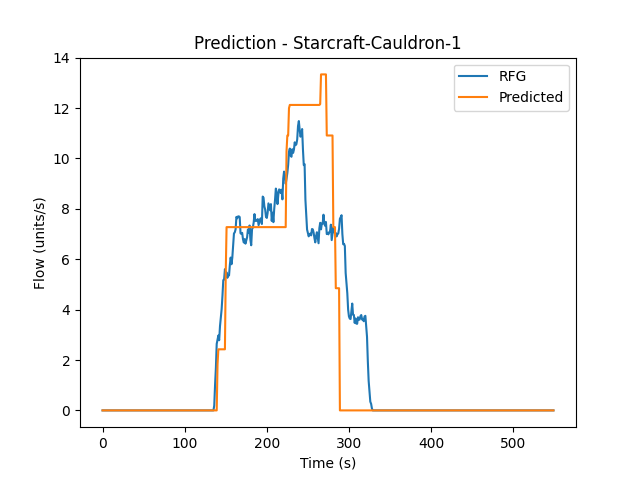 Prediction - Starcraft-Cauldron-1
RFG
Predicted
14
12
10
8
6
4
2
0
Flow (units/s)
0 100 200 300 400 500
Time (s)